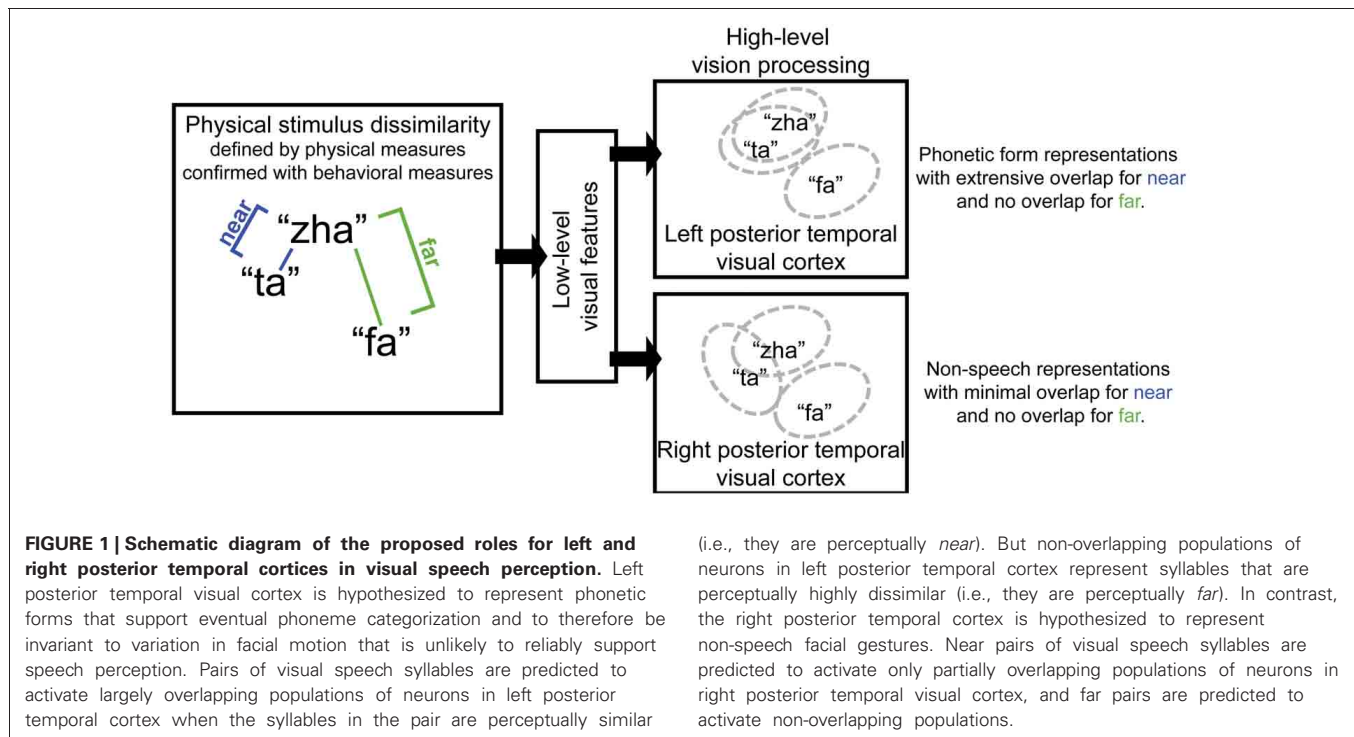 High-level
vision processing
Physical stimulus dissimilarity
defined by physical measures
confirmed with behavioral measures
near
"zha"
"ta"
far
"fa"
Low-level
visual features
"zha"
"ta"
"fa"
Left posterior temporal
visual cortex
Phonetic form representations
with extensive overlap for near
and no overlap for far.
"zha"
"ta"
"fa"
Right posterior temporal
visual cortex
Non-speech representations
with minimal overlap for near
and no overlap for far.
FIGURE 1 | Schematic diagram of the proposed roles for left and
right posterior temporal cortices in visual speech perception. Left
posterior temporal visual cortex is hypothesized to represent phonetic
forms that support eventual phoneme categorization and to therefore be
invariant to variation in facial motion that is unlikely to reliably support
speech perception. Pairs of visual speech syllables are predicted to
activate largely overlapping populations of neurons in left posterior
temporal cortex when the syllables in the pair are perceptually similar
(i.e., they are perceptually near). But non-overlapping populations of
neurons in left posterior temporal cortex represent syllables that are
perceptually highly dissimilar (i.e., they are perceptually far). In contrast,
the right posterior temporal cortex is hypothesized to represent
non-speech facial gestures. Near pairs of visual speech syllables are
predicted to activate only partially overlapping populations of neurons in
right posterior temporal visual cortex, and far pairs are predicted to
activate non-overlapping populations.